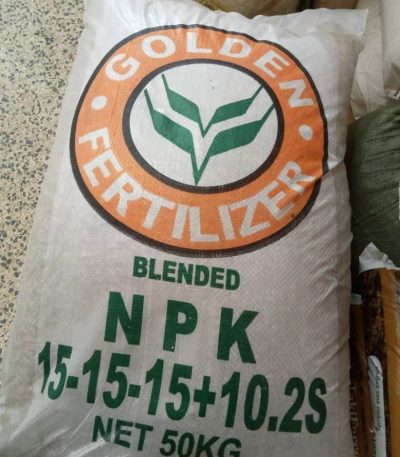 GOLDEN
FERTILIZER
BLENDED
NPK
15-15-15+10.2S
NET 50KG